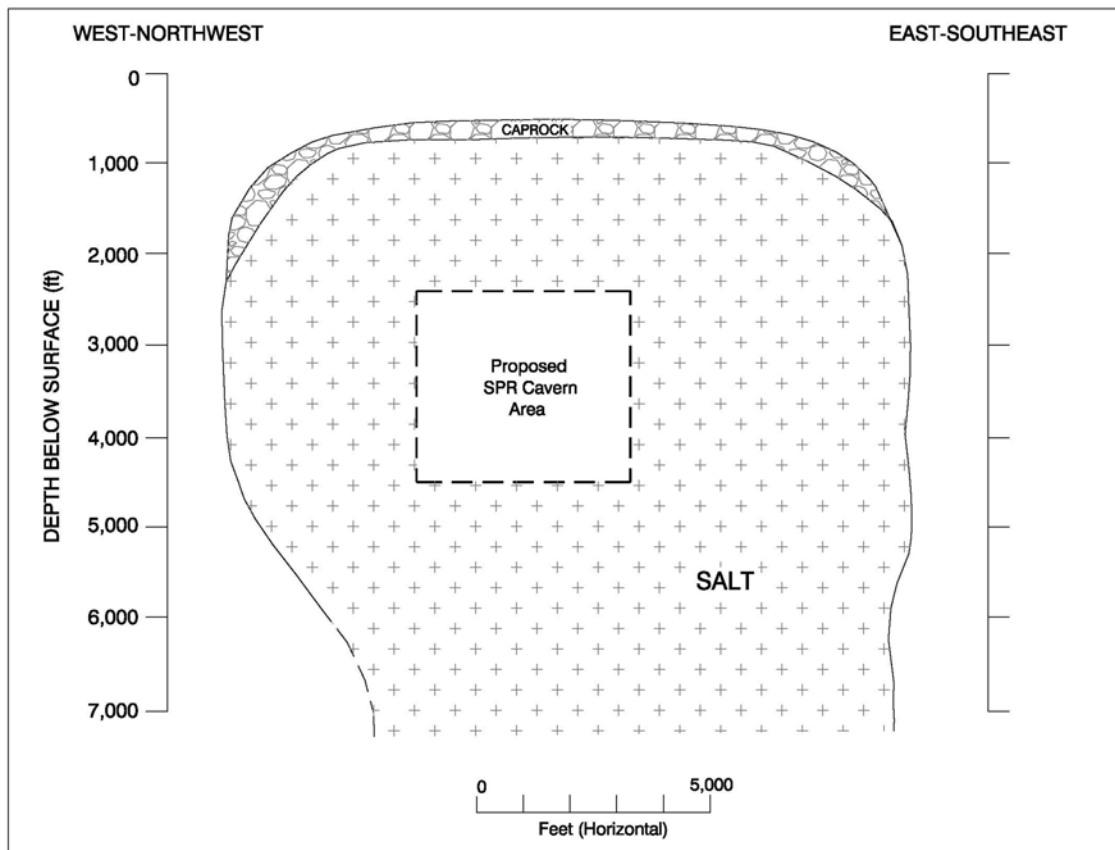 WEST-NORTHWEST
EAST-SOUTHEAST
0
CAPROCK
1,000
2,000
DEPTH BELOW SURFACE (ft)
3,000
Proposed
SPR Cavern
Area
4,000
5,000
SALT
6,000
7,000
0 5,000
Feet (Horizontal)